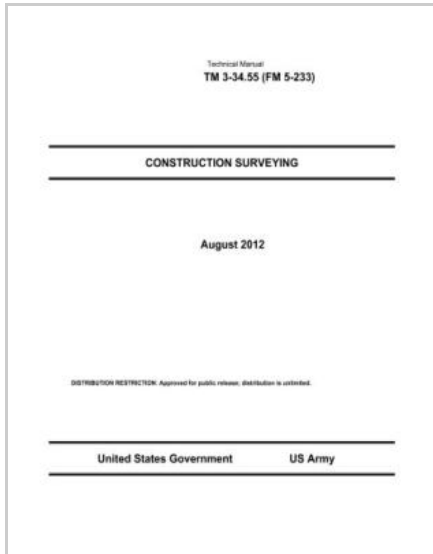 Technical Manual
TM 3-34.55 (FM 5-233)
CONSTRUCTION SURVEYING
August 2012
DISTRIBUTION RESTRICTION: Approved for public release; distribution is unlimited.
United States Government US Army